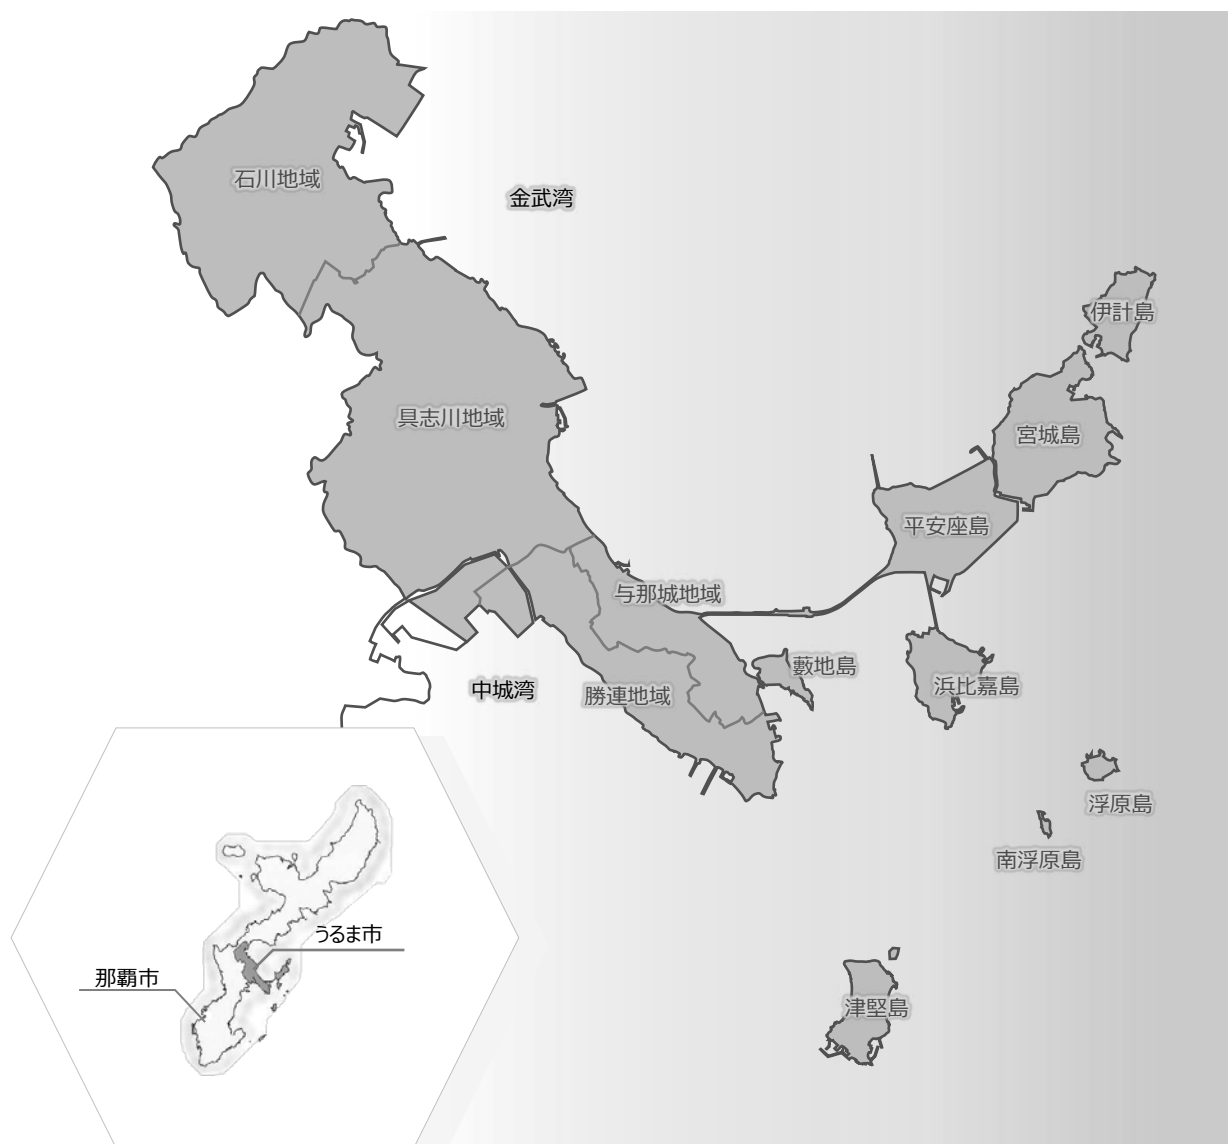 石川地域
金武湾
伊計島
具志川地域
宮城島
平安座島
与那城地域
藪地島
浜比嘉島
中城湾
勝連地域
浮原島
南浮原島
うるま市
那覇市
津堅島